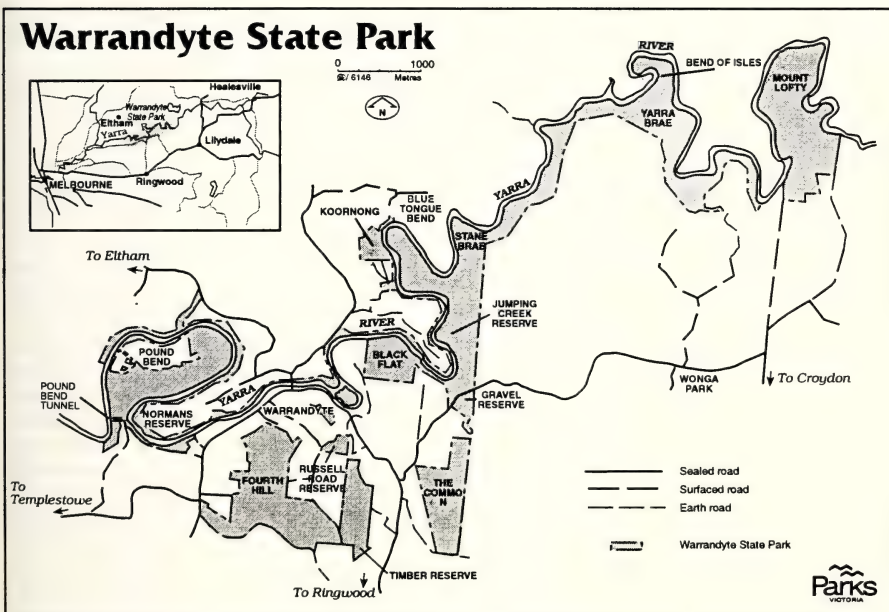 Warrandyte State Park
0 1000
6146 Metres
N
Healesville
Warrandyte
State Park
Eltham
Yarra R
Lilydale
MELBOURNE
Ringwood
RIVER
BEND OF ISLES
MOUNT
LOFTY
YARRA
BRAE
BLUE
TONGUE
BEND
KOORNONG
YARRA
STANE
BRAE
To Eltham
JUMPING
CREEK
RESERVE
RIVER
POUND
BEND
BLACK
FLAT
POUND
BEND
TUNNEL
YARRA
NORMANS
RESERVE
WARRANDYTE
GRAVEL
RESERVE
WONGA
PARK
To Croydon
To
Templestowe
FOURTH
HILL
RUSSELL
ROAD
RESERVE
THE
COMMO
N
TIMBER RESERVE
To Ringwood
Sealed road
Surfaced road
Earth road
Warrandyte State Park
Parks
VICTORIA